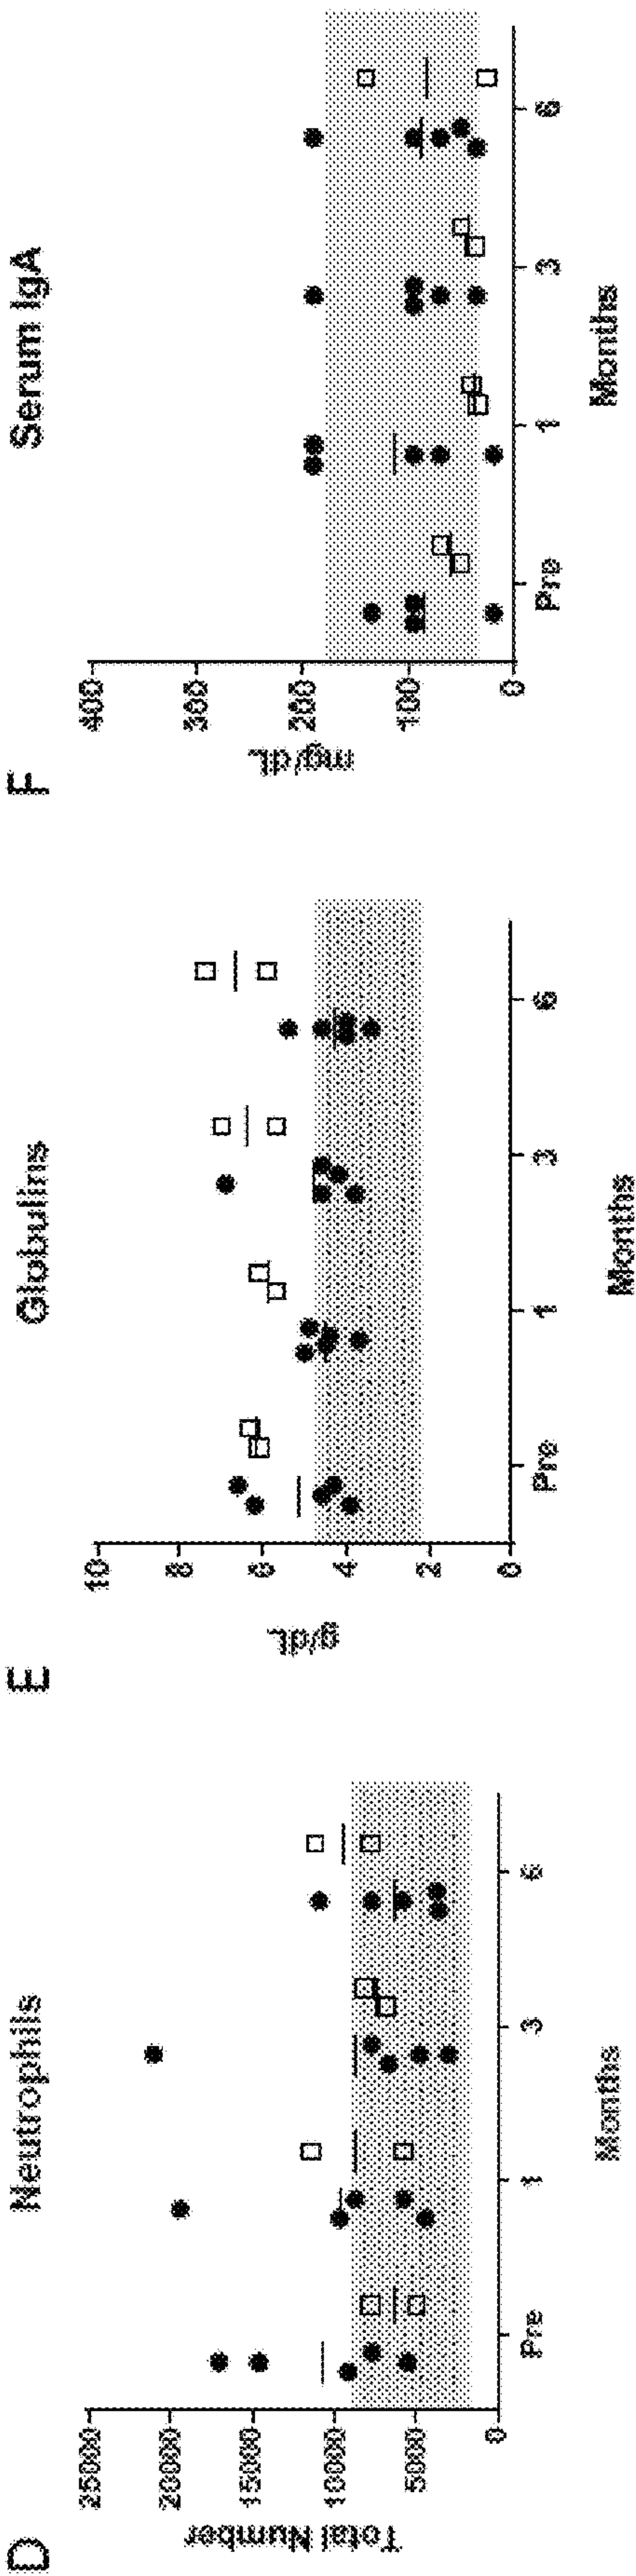 D
Neutrophils
Total Number
25000
20000
15000
10000
5000
0
Pre
1
3
6
Months
E
Globulins
g/dL
10
8
6
4
2
0
Pre
1
3
6
Months
F
Serum IgA
mg/dL
400
300
200
100
0
Pre
1
3
6
Months